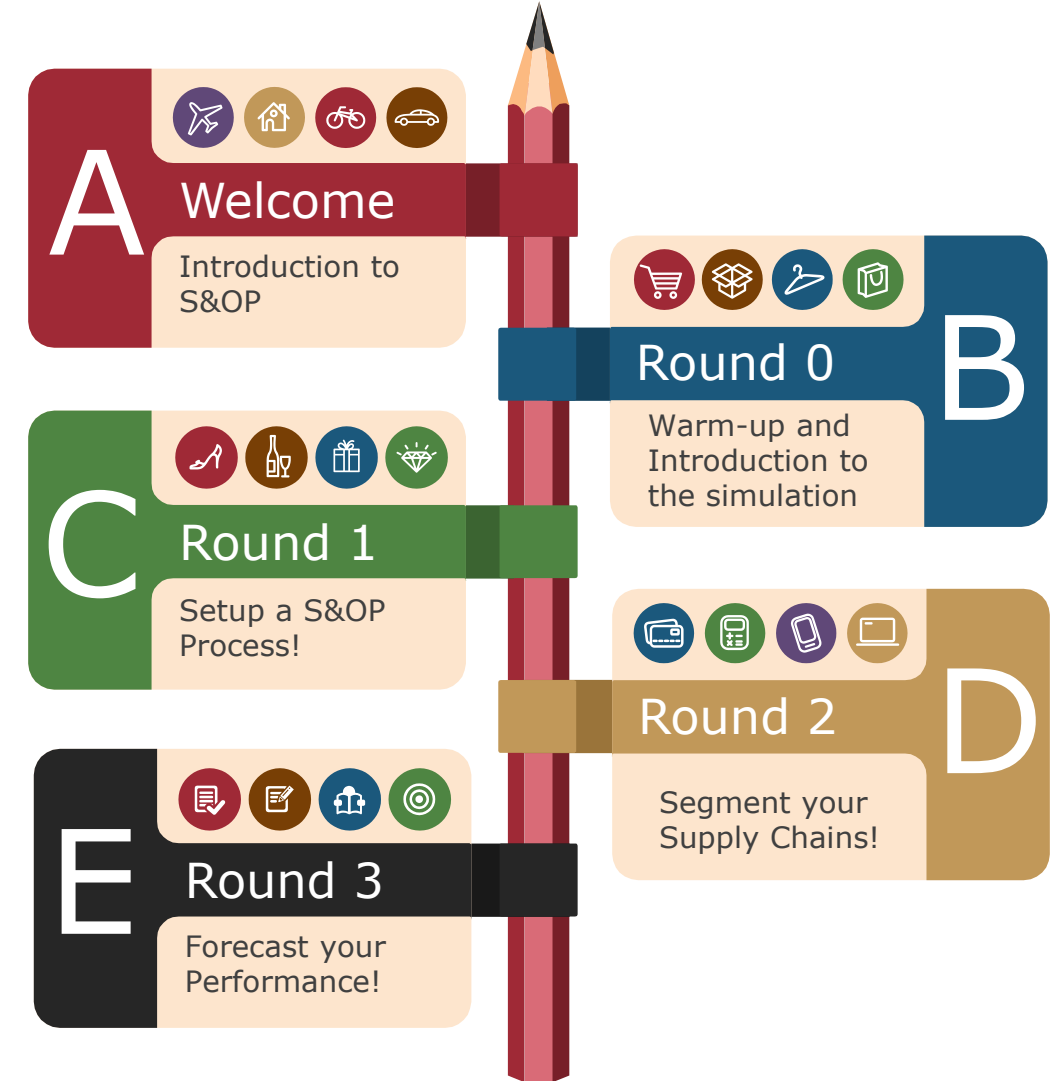 A
Welcome
Introduction to
S&OP
B
Round 0
Warm-up and
Introduction to
the simulation
C
Round 1
Setup a S&OP
Process!
D
Round 2
Segment your
Supply Chains!
E
Round 3
Forecast your
Performance!